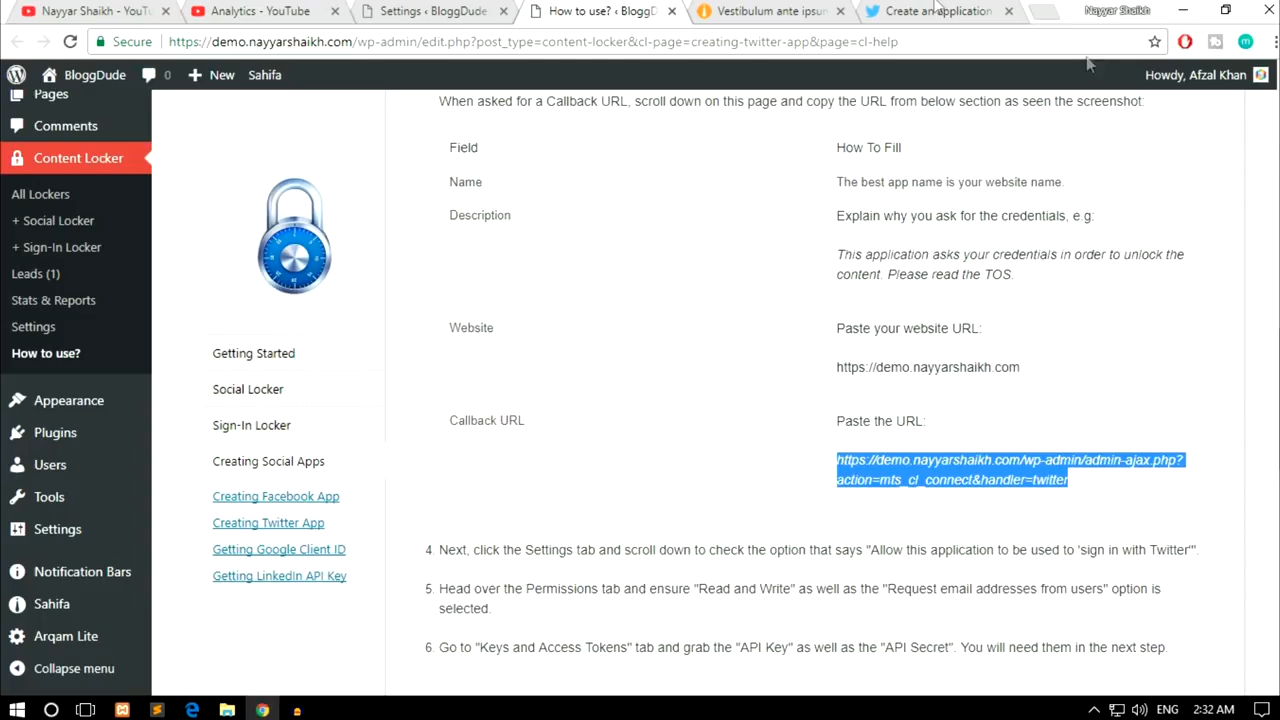 Nayyar Shaikh - YouTu
Analytics - YouTube
Settings ‹ BloggDude
How to use? ‹ BloggD
Vestibulum ante ipsum
Create an application
Nayyar Shaikh
Secure
https://demo.nayyarshaikh.com/wp-admin/edit.php?post_type=content-locker&cl-page=creating-twitter-app&page=cl-help
BloggDude
0
New
Sahifa
Howdy, Afzal Khan
Pages
Comments
Content Locker
All Lockers
+ Social Locker
+ Sign-In Locker
Leads (1)
Stats & Reports
Settings
How to use?
Appearance
Plugins
Users
Tools
Settings
Notification Bars
Sahifa
Arqam Lite
Collapse menu
Getting Started
Social Locker
Sign-In Locker
Creating Social Apps
Creating Facebook App
Creating Twitter App
Getting Google Client ID
Getting LinkedIn API Key
When asked for a Callback URL, scroll down on this page and copy the URL from below section as seen the screenshot:
Field
How To Fill
Name
The best app name is your website name.
Description
Explain why you ask for the credentials, e.g:
This application asks your credentials in order to unlock the
content. Please read the TOS.
Website
Paste your website URL:
https://demo.nayyarshaikh.com
Callback URL
Paste the URL:
https://demo.nayyarshaikh.com/wp-admin/admin-ajax.php?
action=mts_cl_connect&handler=twitter
4. Next, click the Settings tab and scroll down to check the option that says "Allow this application to be used to 'sign in with Twitter'".
5. Head over the Permissions tab and ensure "Read and Write" as well as the "Request email addresses from users" option is
selected.
6. Go to "Keys and Access Tokens" tab and grab the "API Key" as well as the "API Secret". You will need them in the next step.
ENG
2:32 AM